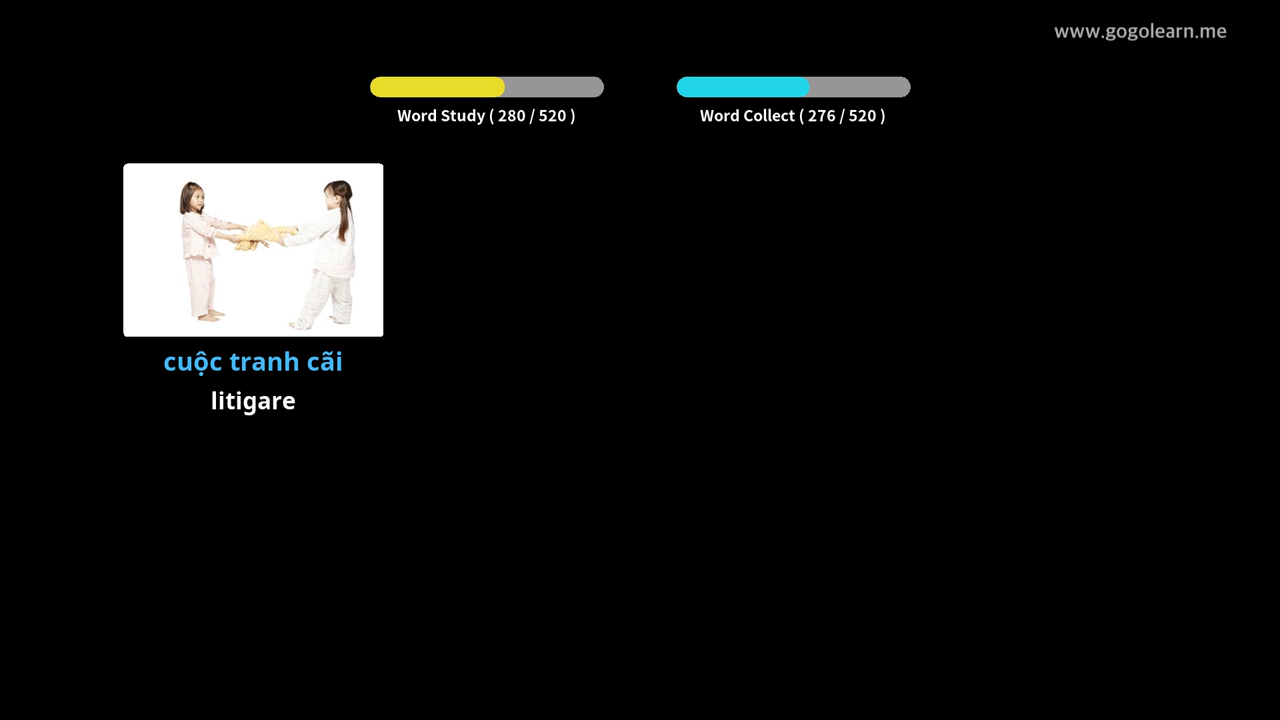 www.gogolearn.me
Word Study ( 280 / 520 )
Word Collect ( 276 / 520 )
cuộc tranh cãi
litigare